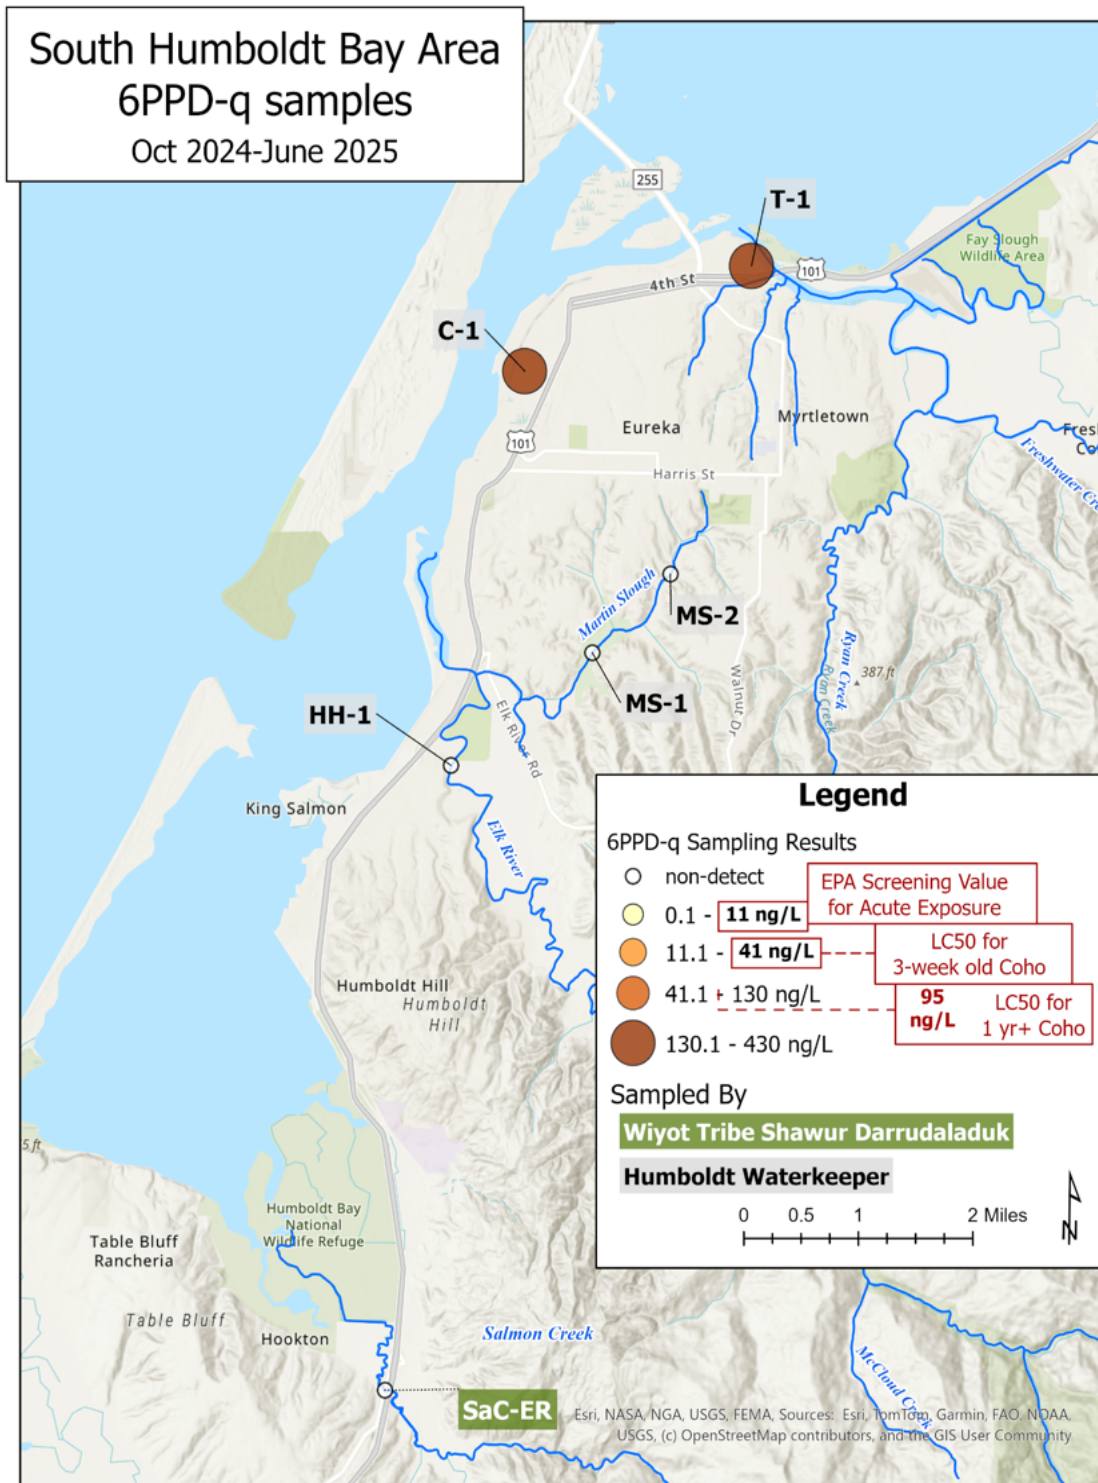 South Humboldt Bay Area
6PPD-q samples
Oct 2024-June 2025
255
T-1
Fay Slough
Wildlife Area
101
4th St
C-1
Eureka
Myrtletown
101
Harris St
Freshwater Cre
Martin Slough
MS-2
Ryan Creek
387 ft
Ryan Creek
MS-1
Walnut Dr
HH-1
Elk River Rd
King Salmon
Elk River
Legend
6PPD-q Sampling Results
non-detect
0.1 - 11 ng/L
EPA Screening Value
for Acute Exposure
11.1 - 41 ng/L
LC50 for
3-week old Coho
41.1 - 130 ng/L
95
ng/L
LC50 for
1 yr+ Coho
130.1 - 430 ng/L
Sampled By
Wiyot Tribe Shawur Darrudaladuk
Humboldt Waterkeeper
0 0.5 1 2 Miles
N
Humboldt Hill
Humboldt
Hill
5 ft
Humboldt Bay
National
Wildlife Refuge
Table Bluff
Rancheria
Table Bluff
Hookton
Salmon Creek
McCloud Creek
SaC-ER
Esri, NASA, NGA, USGS, FEMA, Sources: Esri, TomTom, Garmin, FAO, NOAA,
USGS, (c) OpenStreetMap contributors, and the GIS User Community